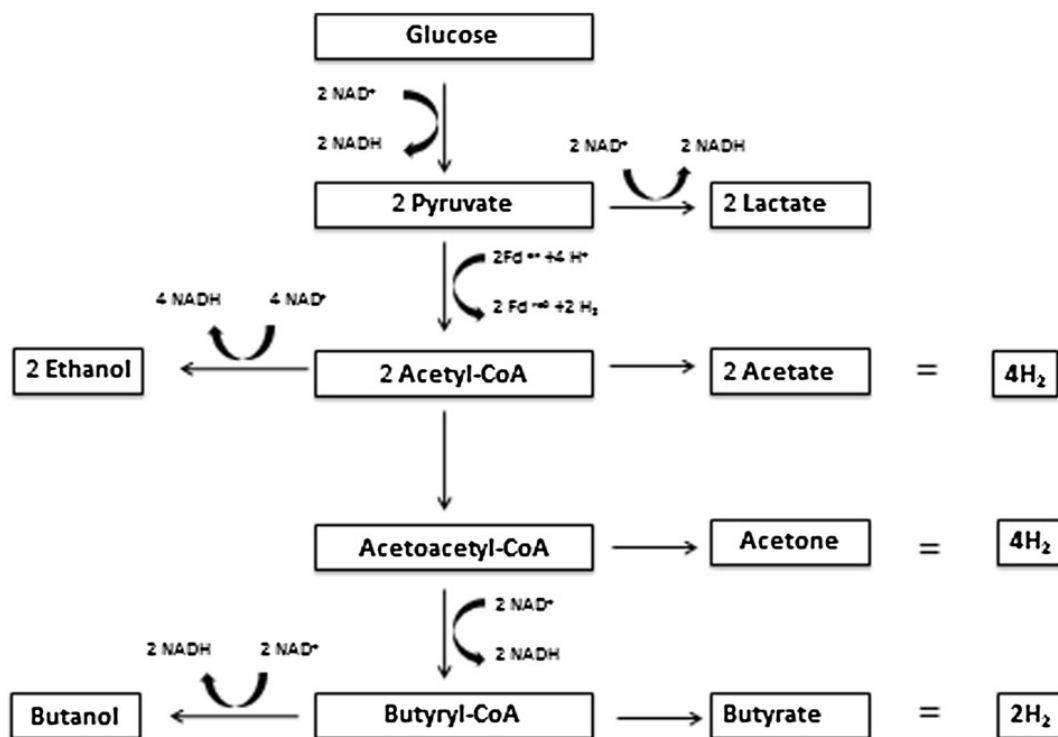 Glucose
2 NAD⁺
2 NADH
2 NAD⁺ 2 NADH
2 Pyruvate
2 Lactate
2Fd +4 H⁺
2 Fd +2 H₂
4 NADH 4 NAD⁺
2 Ethanol
2 Acetyl-CoA
2 Acetate
=
4H₂
Acetoacetyl-CoA
Acetone
=
4H₂
2 NAD⁺
2 NADH
2 NADH 2 NAD⁺
Butanol
Butyryl-CoA
Butyrate
=
2H₂